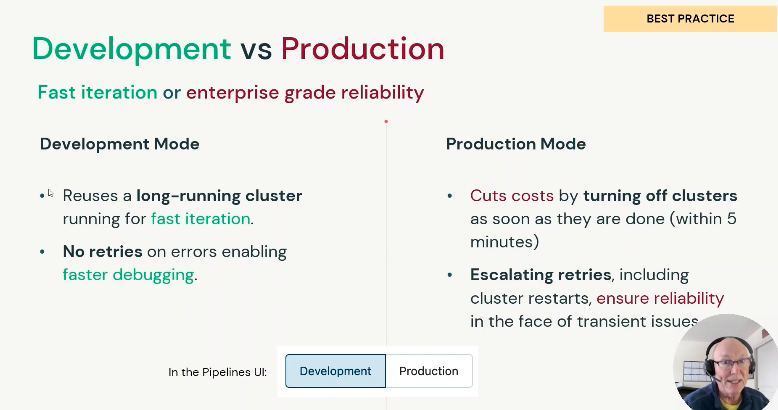 BEST PRACTICE
Development vs Production
Fast iteration or enterprise grade reliability
Development Mode
• Reuses a long-running cluster
running for fast iteration.
• No retries on errors enabling
faster debugging.
Production Mode
• Cuts costs by turning off clusters
as soon as they are done (within 5
minutes)
• Escalating retries, including
cluster restarts, ensure reliability
in the face of transient issues
In the Pipelines UI: Development Production